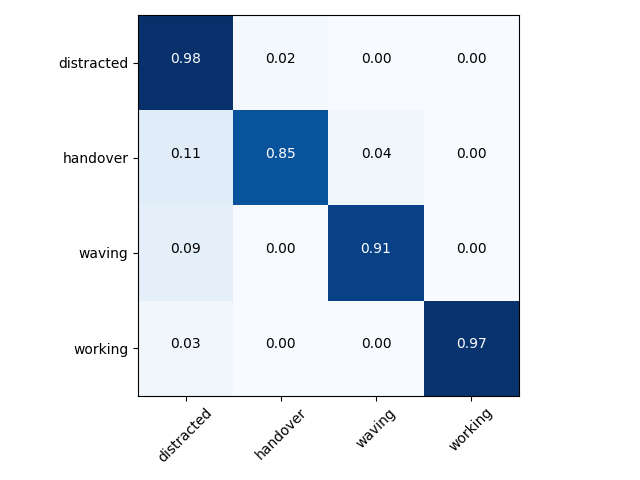 distracted 0.98 0.02 0.00 0.00
handover 0.11 0.85 0.04 0.00
waving 0.09 0.00 0.91 0.00
working 0.03 0.00 0.00 0.97
distracted handover waving working